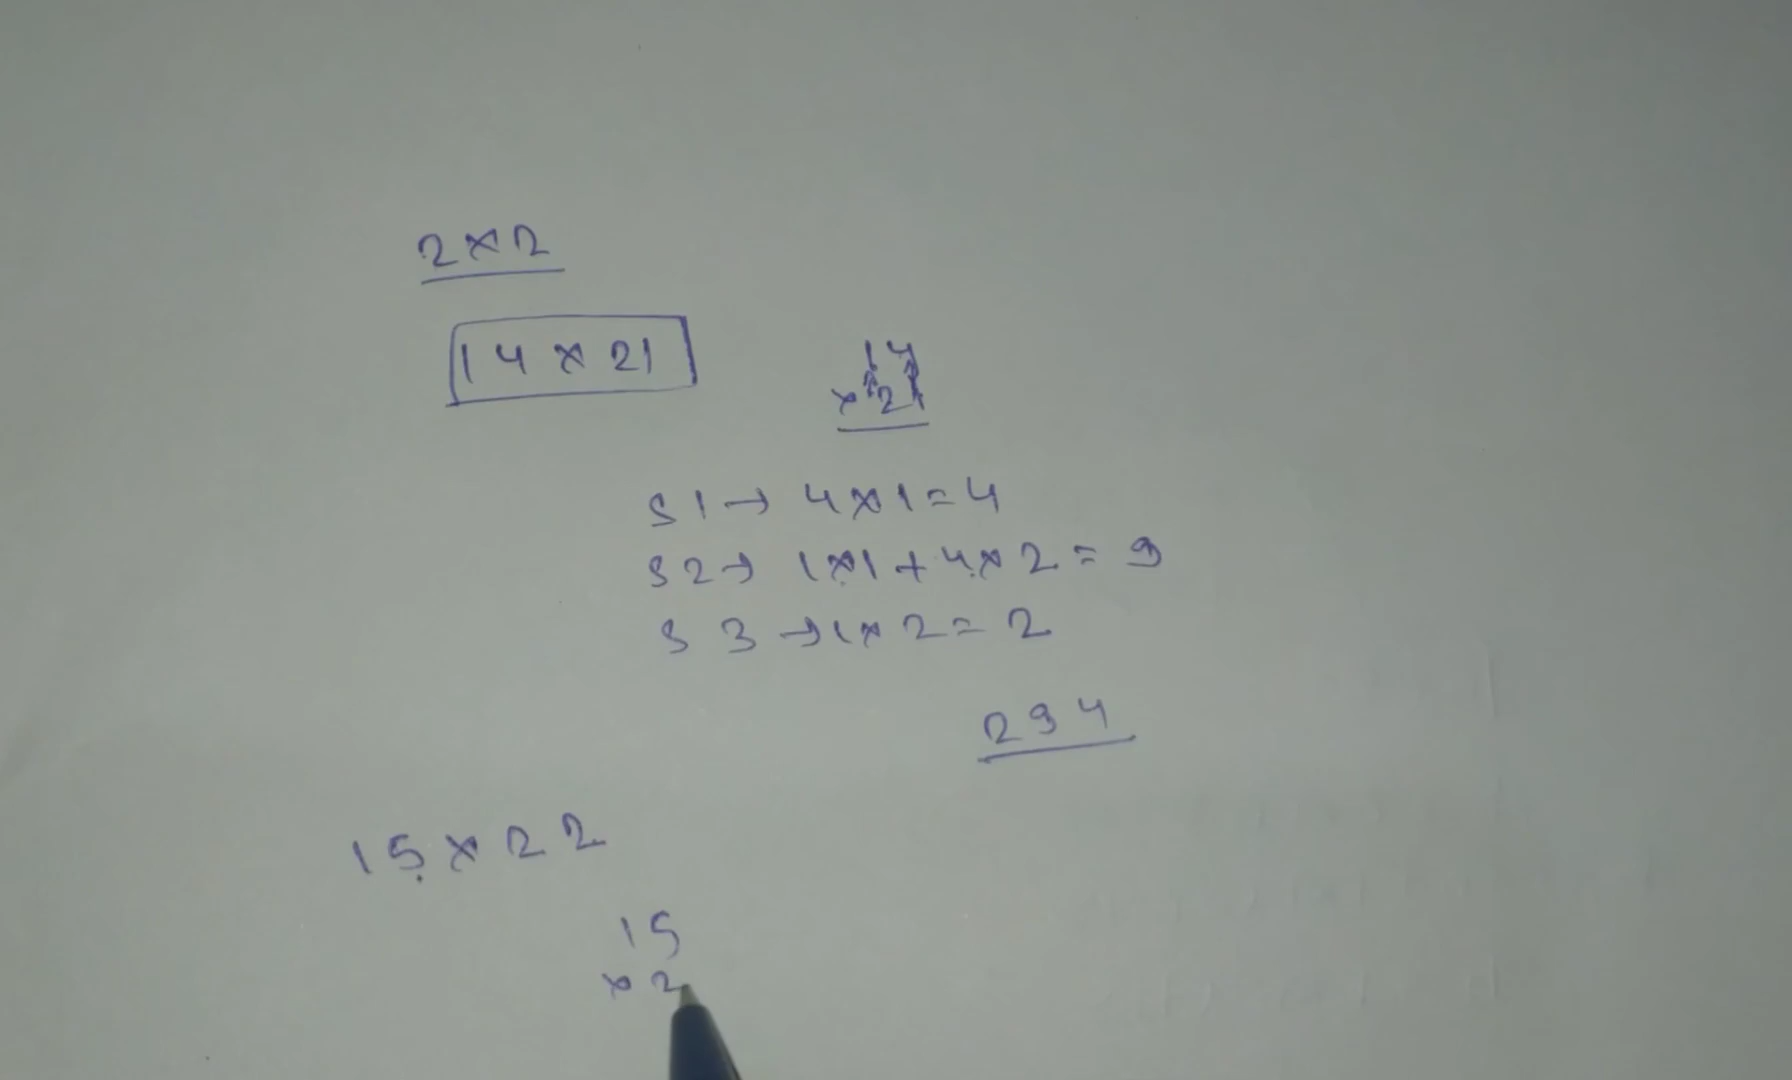 2×2
14 × 21
14
× 21
S1→ 4×1=4
S2→ 1×1+4×2=9
S3→1×2=2
294
15×22
15
×2